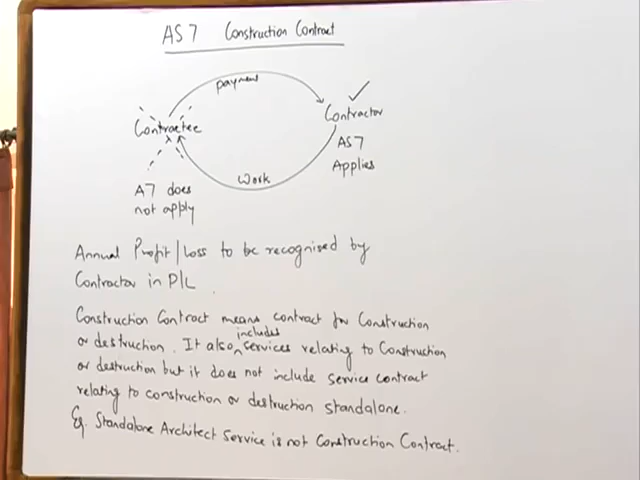 AS 7 Construction Contract
payment
Contractee
Contractor
AS 7
Applies
Work
A7 does
not apply
Annual Profit/Loss to be recognised by
Contractor in P/L
Construction Contract means contract for Construction
or destruction. It also includes services relating to Construction
or destruction but it does not include service contract
relating to construction or destruction standalone.
Eg. Standalone Architect Service is not Construction Contract.